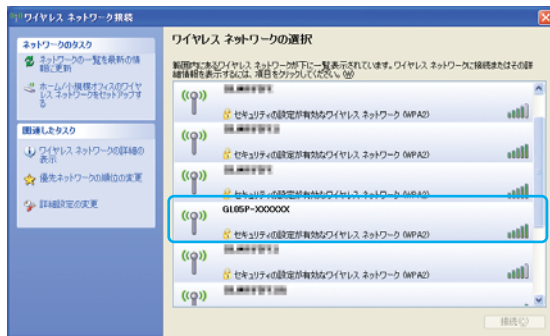 ワイヤレス ネットワーク接続
ネットワークのタスク
ネットワークの一覧を最新の情
報に更新
ホーム/小規模オフィスのワイヤ
レス ネットワークをセットアップす
る
関連したタスク
ワイヤレス ネットワークの詳細の
表示
優先ネットワークの順位の変更
詳細設定の変更
ワイヤレス ネットワークの選択
範囲内にあるワイヤレス ネットワークが下に一覧表示されています。ワイヤレス ネットワークに接続またはその詳
細情報を表示するには、項目をクリックしてください。(W)
セキュリティの設定が有効なワイヤレス ネットワーク (WPA2)
セキュリティの設定が有効なワイヤレス ネットワーク (WPA2)
セキュリティの設定が有効なワイヤレス ネットワーク (WPA2)
GL05P-XXXXXX
セキュリティの設定が有効なワイヤレス ネットワーク (WPA2)
セキュリティの設定が有効なワイヤレス ネットワーク (WPA2)
接続(C)